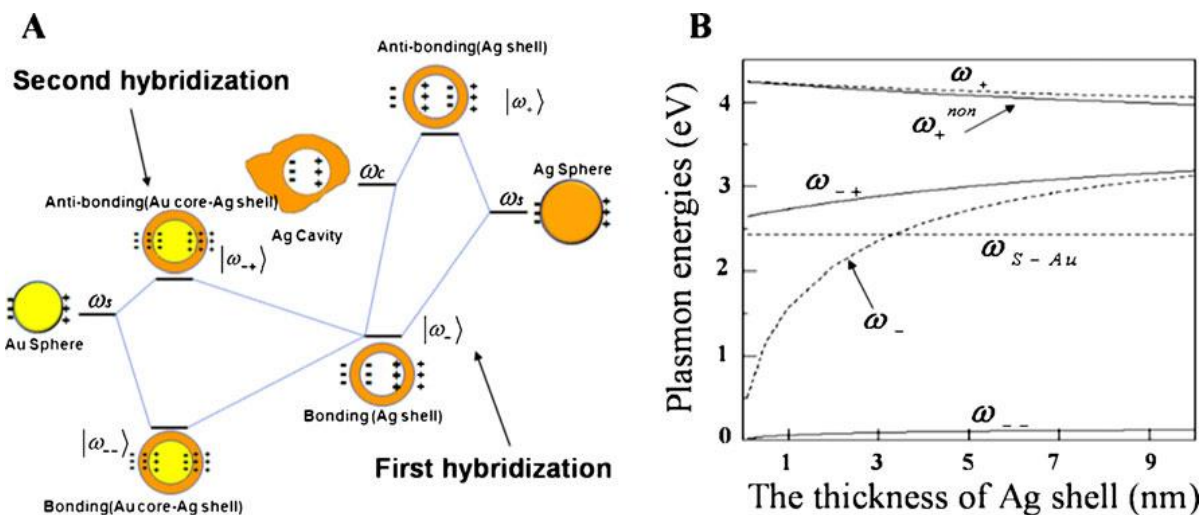 A
Second hybridization
Anti-bonding(Ag shell)
|ω₊⟩
ωc
Ag Sphere
ωs
Ag Cavity
Anti-bonding(Au core-Ag shell)
|ω₋₊⟩
ωs
Au Sphere
|ω₋⟩
Bonding(Ag shell)
|ω₋₋⟩
Bonding(Au core-Ag shell)
First hybridization
B
Plasmon energies (eV)
4
3
2
1
0
ω₊
ω₊ⁿᵒⁿ
ω₋₊
ω S-Au
ω₋
ω₋₋
1 3 5 7 9
The thickness of Ag shell (nm)